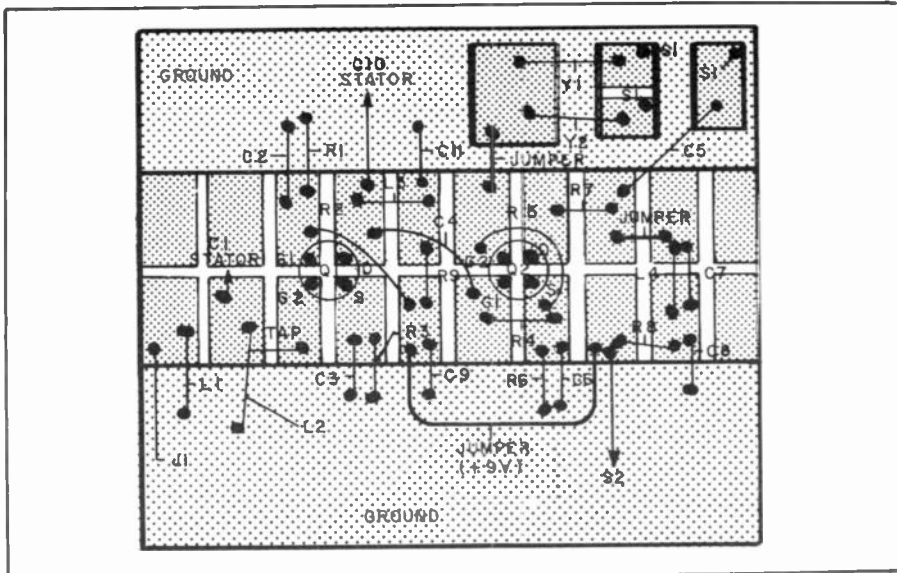 C10
STATOR
GROUND
S1
S1
S1
Y1
Y2
C2
R1
C11
JUMPER
C5
L3
R7
R2
C4
R5
JUMPER
C1
STATOR
G1
Q1
D
G2
S
R9
G2
Q2
D
G1
S
L4
C7
TAP
R3
R4
R8
C8
L1
C3
C9
R6
C6
L2
J1
JUMPER
(+9V)
S2
GROUND